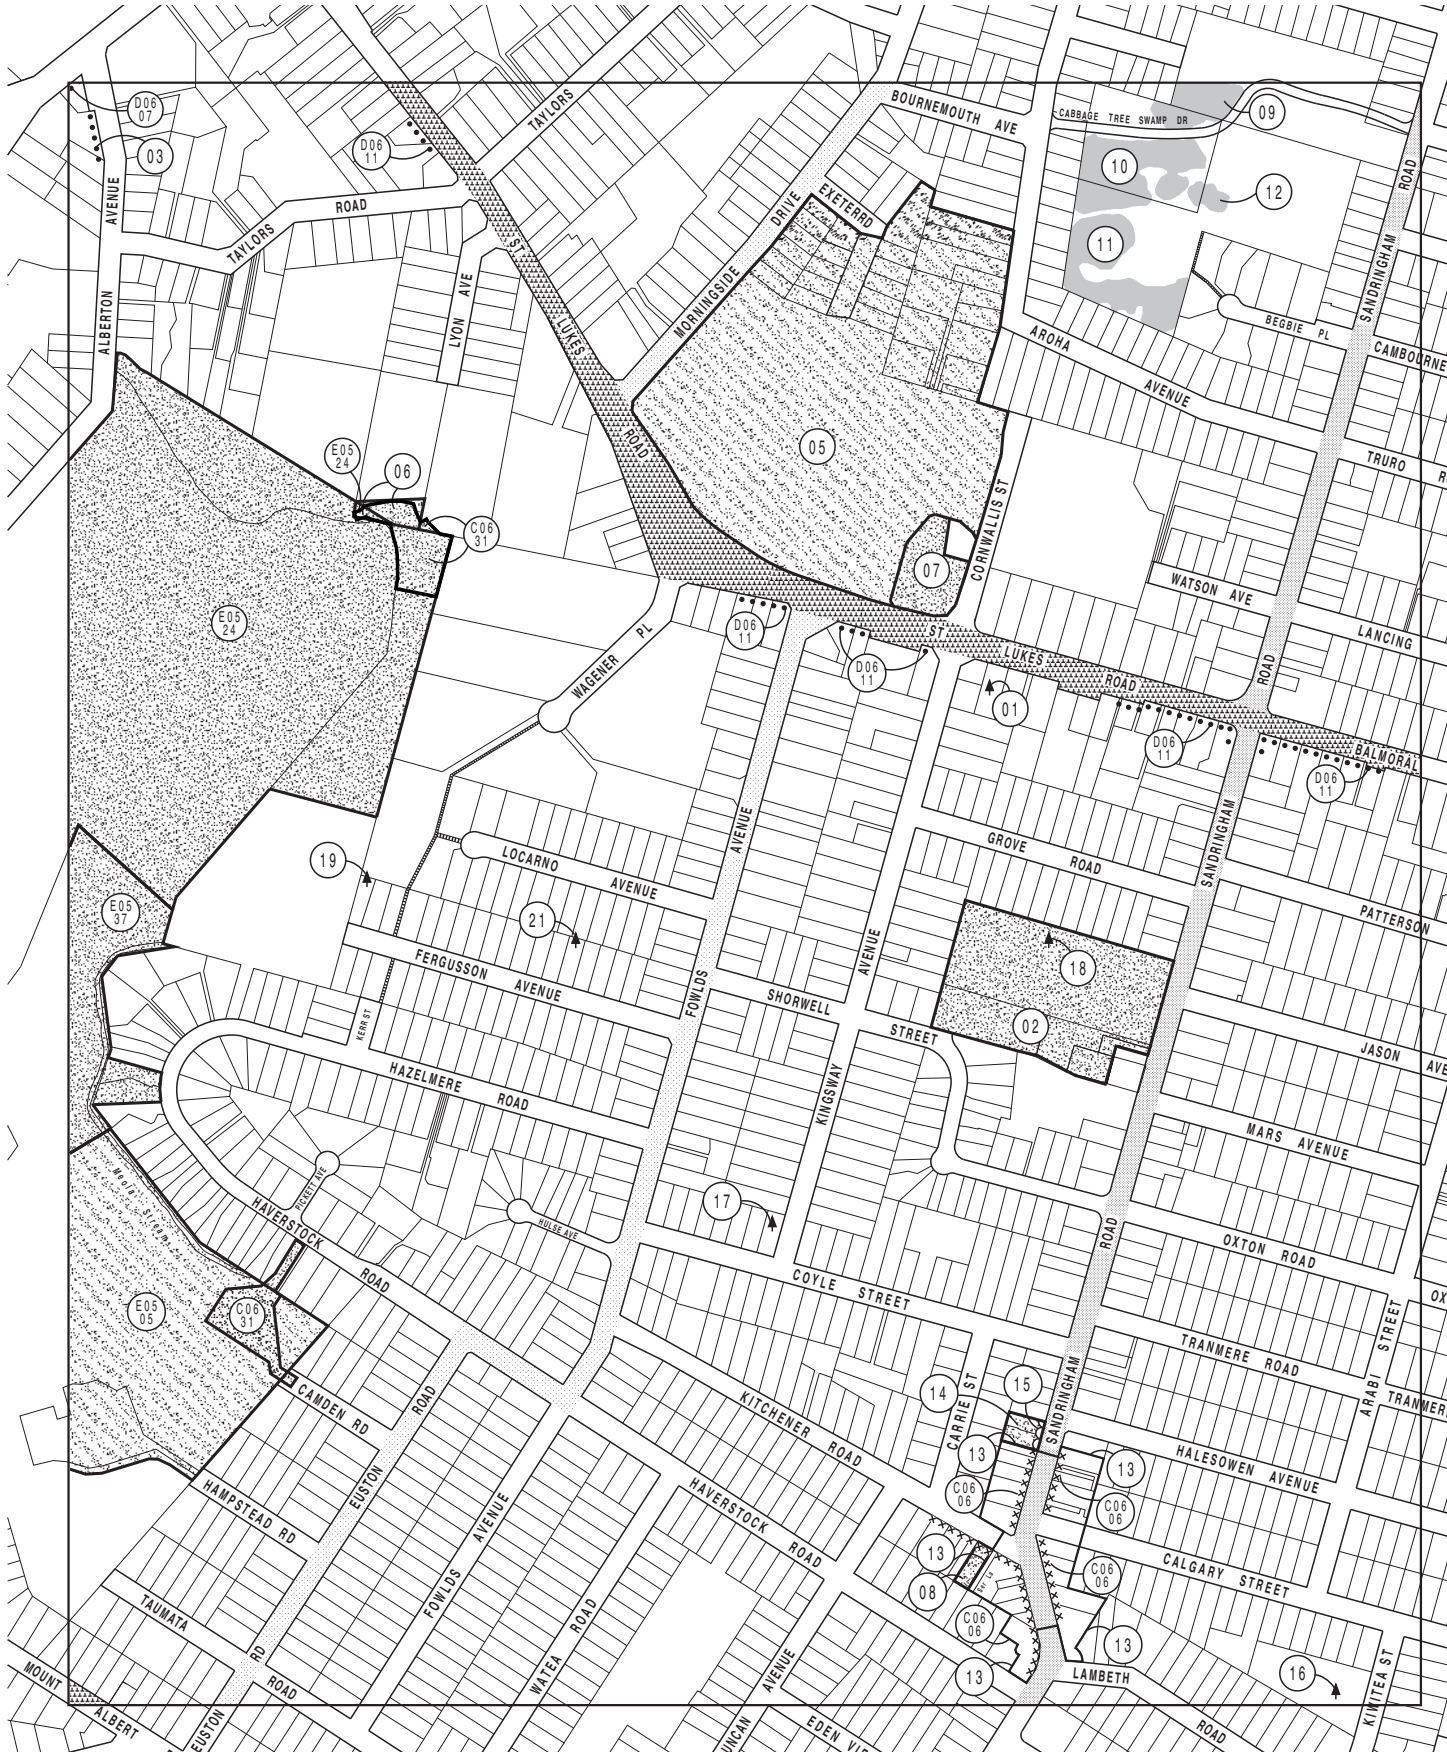 D06
07
03
AVENUE
ALBERTON
TAYLORS
ROAD
D06
11
TAYLORS
LYON AVE
ST
LUKES
ROAD
MORNINGSIDE
DRIVE
EXETERRD
BOURNEMOUTH AVE
CABBAGE TREE SWAMP DR
09
10
12
11
ROAD
SANDRINGHAM
BEGBIE PL
CAMBOURNE
AROHA
AVENUE
TRURO
05
E05
24
06
C06
31
E05
24
07
CORNWALLIS ST
WATSON AVE
LANCING
ROAD
D06
11
ST
LUKES
ROAD
D06
11
01
D06
11
BALMORAL
D06
11
WAGENER PL
AVENUE
FOWLDS
GROVE ROAD
SANDRINGHAM
PATTERSON
19
LOCARNO AVENUE
21
E05
37
FERGUSSON AVENUE
KERR ST
AVENUE
KINGSWAY
SHORWELL
STREET
18
02
JASON AVE
HAZELMERE ROAD
MARS AVENUE
Meola Stream
PICKETT AVE
HULSE AVE
17
HAVERSTOCK
ROAD
COYLE STREET
ROAD
OXTON ROAD
OX
E05
05
C06
31
CAMDEN RD
TRANMERE ROAD
ARABI STREET
TRANMER
EUSTON ROAD
KITCHENER ROAD
CARRIE ST
14
15
SANDRINGHAM
13
13
HALESOWEN AVENUE
C06
06
C06
06
HAMPSTEAD RD
FOWLDS AVENUE
HAVERSTOCK ROAD
13
08
C06
06
CALGARY STREET
C06
06
13
13
LAMBETH
ROAD
16
KIWITEA ST
TAUMATA
ROAD
WATEA ROAD
AVENUE
UNCAN
EDEN VIE
MOUNT
ALBERT
EUSTON
RD